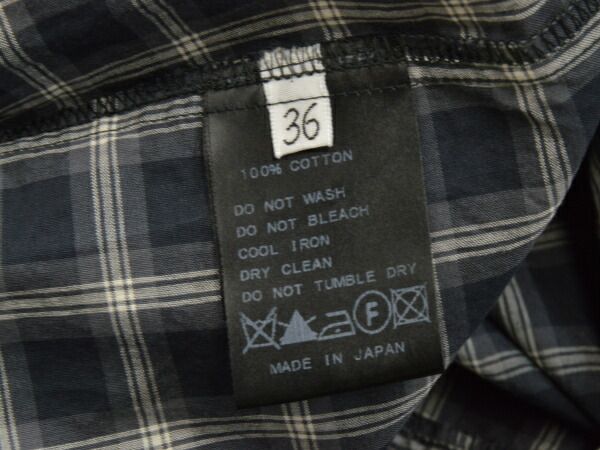 36
100% COTTON
DO NOT WASH
DO NOT BLEACH
COOL IRON
DRY CLEAN
DO NOT TUMBLE DRY
F
MADE IN JAPAN